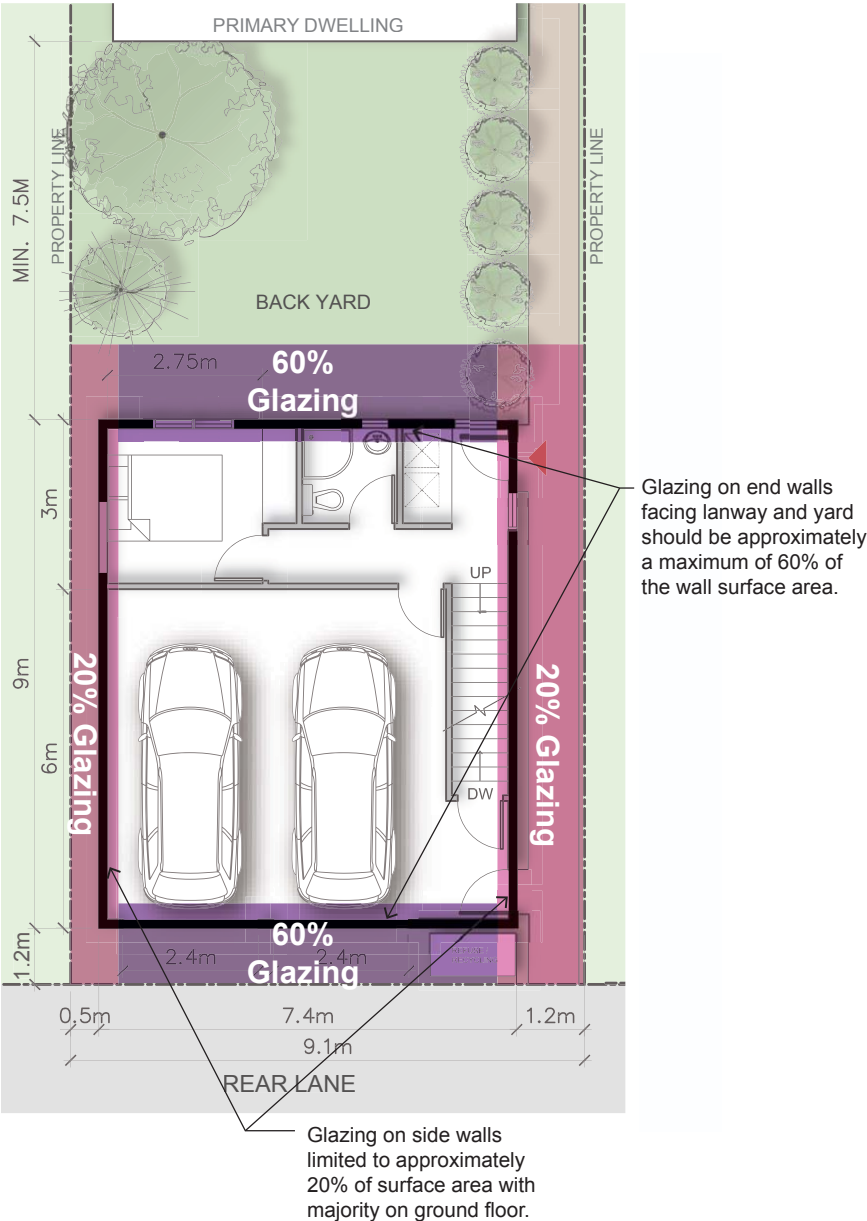 PRIMARY DWELLING
PROPERTY LINE
PROPERTY LINE
MIN. 7.5M
BACK YARD
2.75m
60%
Glazing
3m
Glazing on end walls
facing lanway and yard
should be approximately
a maximum of 60% of
the wall surface area.
UP
9m
6m
20% Glazing
20% Glazing
DW
1.2m
60%
Glazing
2.4m
2.4m
0.5m
7.4m
1.2m
9.1m
REAR LANE
Glazing on side walls
limited to approximately
20% of surface area with
majority on ground floor.